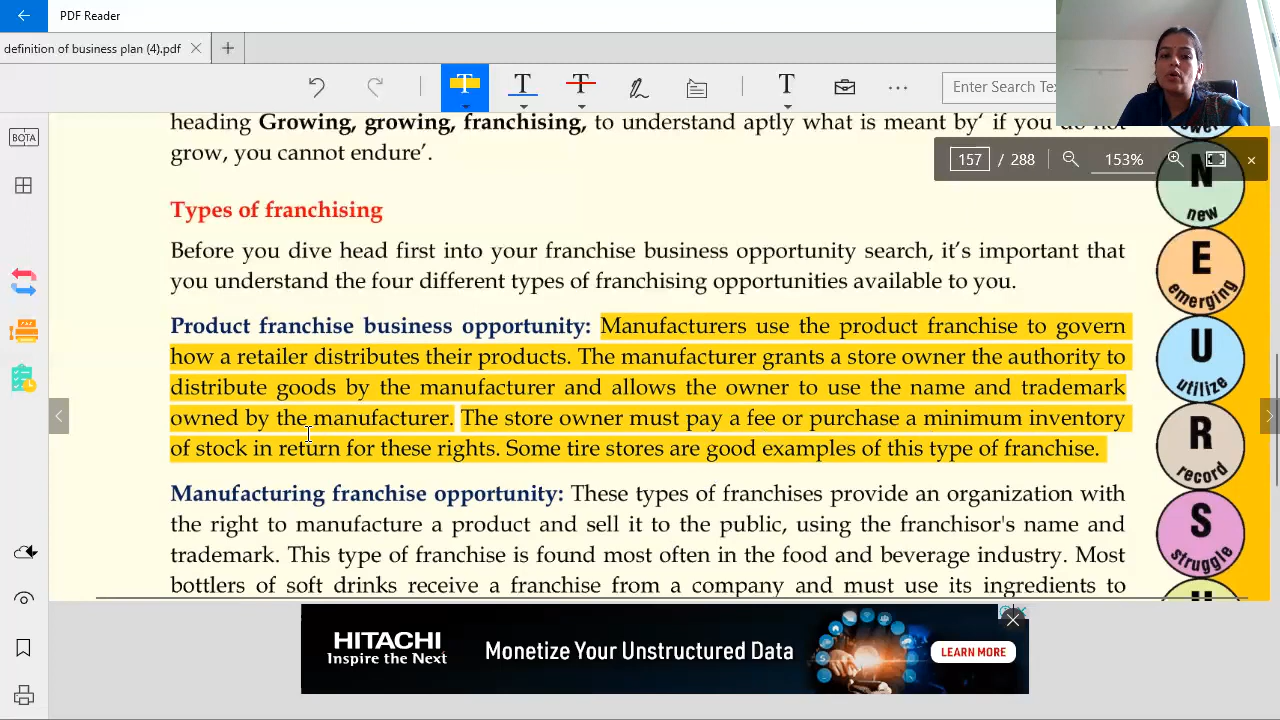 PDF Reader
definition of business plan (4).pdf
T T T T Enter Search Te
BOTA
157 / 288 153%
heading Growing, growing, franchising, to understand aptly what is meant by' if you do not
grow, you cannot endure'.
Types of franchising
Before you dive head first into your franchise business opportunity search, it's important that
you understand the four different types of franchising opportunities available to you.
Product franchise business opportunity: Manufacturers use the product franchise to govern
how a retailer distributes their products. The manufacturer grants a store owner the authority to
distribute goods by the manufacturer and allows the owner to use the name and trademark
owned by the manufacturer. The store owner must pay a fee or purchase a minimum inventory
of stock in return for these rights. Some tire stores are good examples of this type of franchise.
Manufacturing franchise opportunity: These types of franchises provide an organization with
the right to manufacture a product and sell it to the public, using the franchisor's name and
trademark. This type of franchise is found most often in the food and beverage industry. Most
bottlers of soft drinks receive a franchise from a company and must use its ingredients to
N
new
E
emerging
U
utilize
R
record
S
struggle
HITACHI
Inspire the Next
Monetize Your Unstructured Data
LEARN MORE